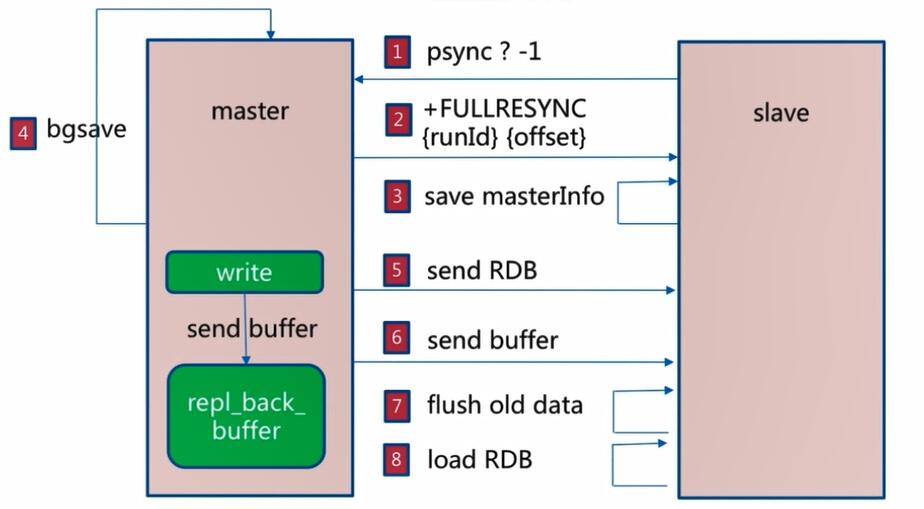 1 psync ? -1
master
slave
2 +FULLRESYNC
{runId} {offset}
4 bgsave
3 save masterInfo
write
5 send RDB
send buffer
6 send buffer
repl_back_
buffer
7 flush old data
8 load RDB